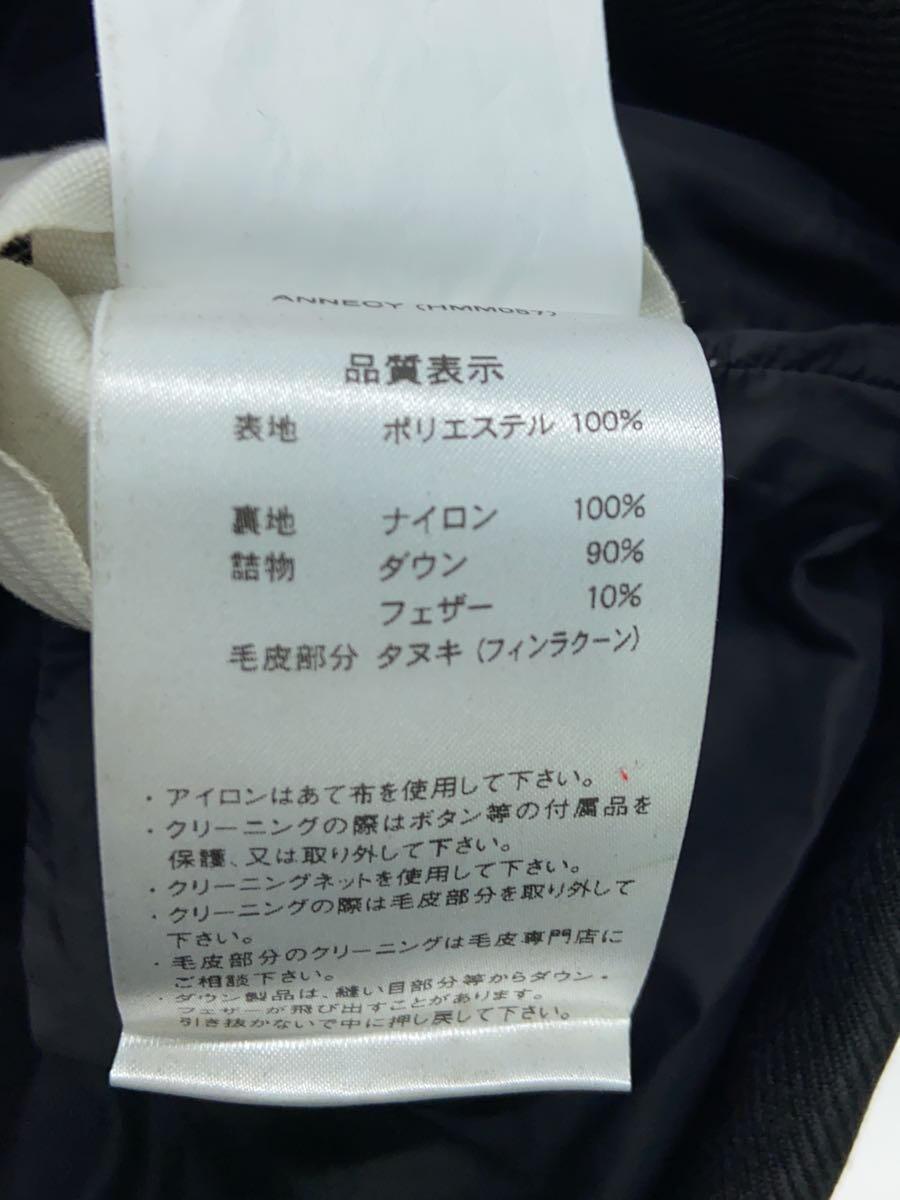 ANNECY (HMM087)
品質表示
表地 ポリエステル 100%
裏地 ナイロン 100%
詰物 ダウン 90%
フェザー 10%
毛皮部分 タヌキ (フィンラクーン)
・アイロンはあて布を使用して下さい。
・クリーニングの際はボタン等の付属品を
保護、又は取り外して下さい。
・クリーニングネットを使用して下さい。
・クリーニングの際は毛皮部分を取り外して
下さい。
・毛皮部分のクリーニングは毛皮専門店に
ご相談下さい。
・ダウン製品は、縫い目部分等からダウン・
フェザーが飛び出すことがあります。
引き抜かないで中に押し戻して下さい。